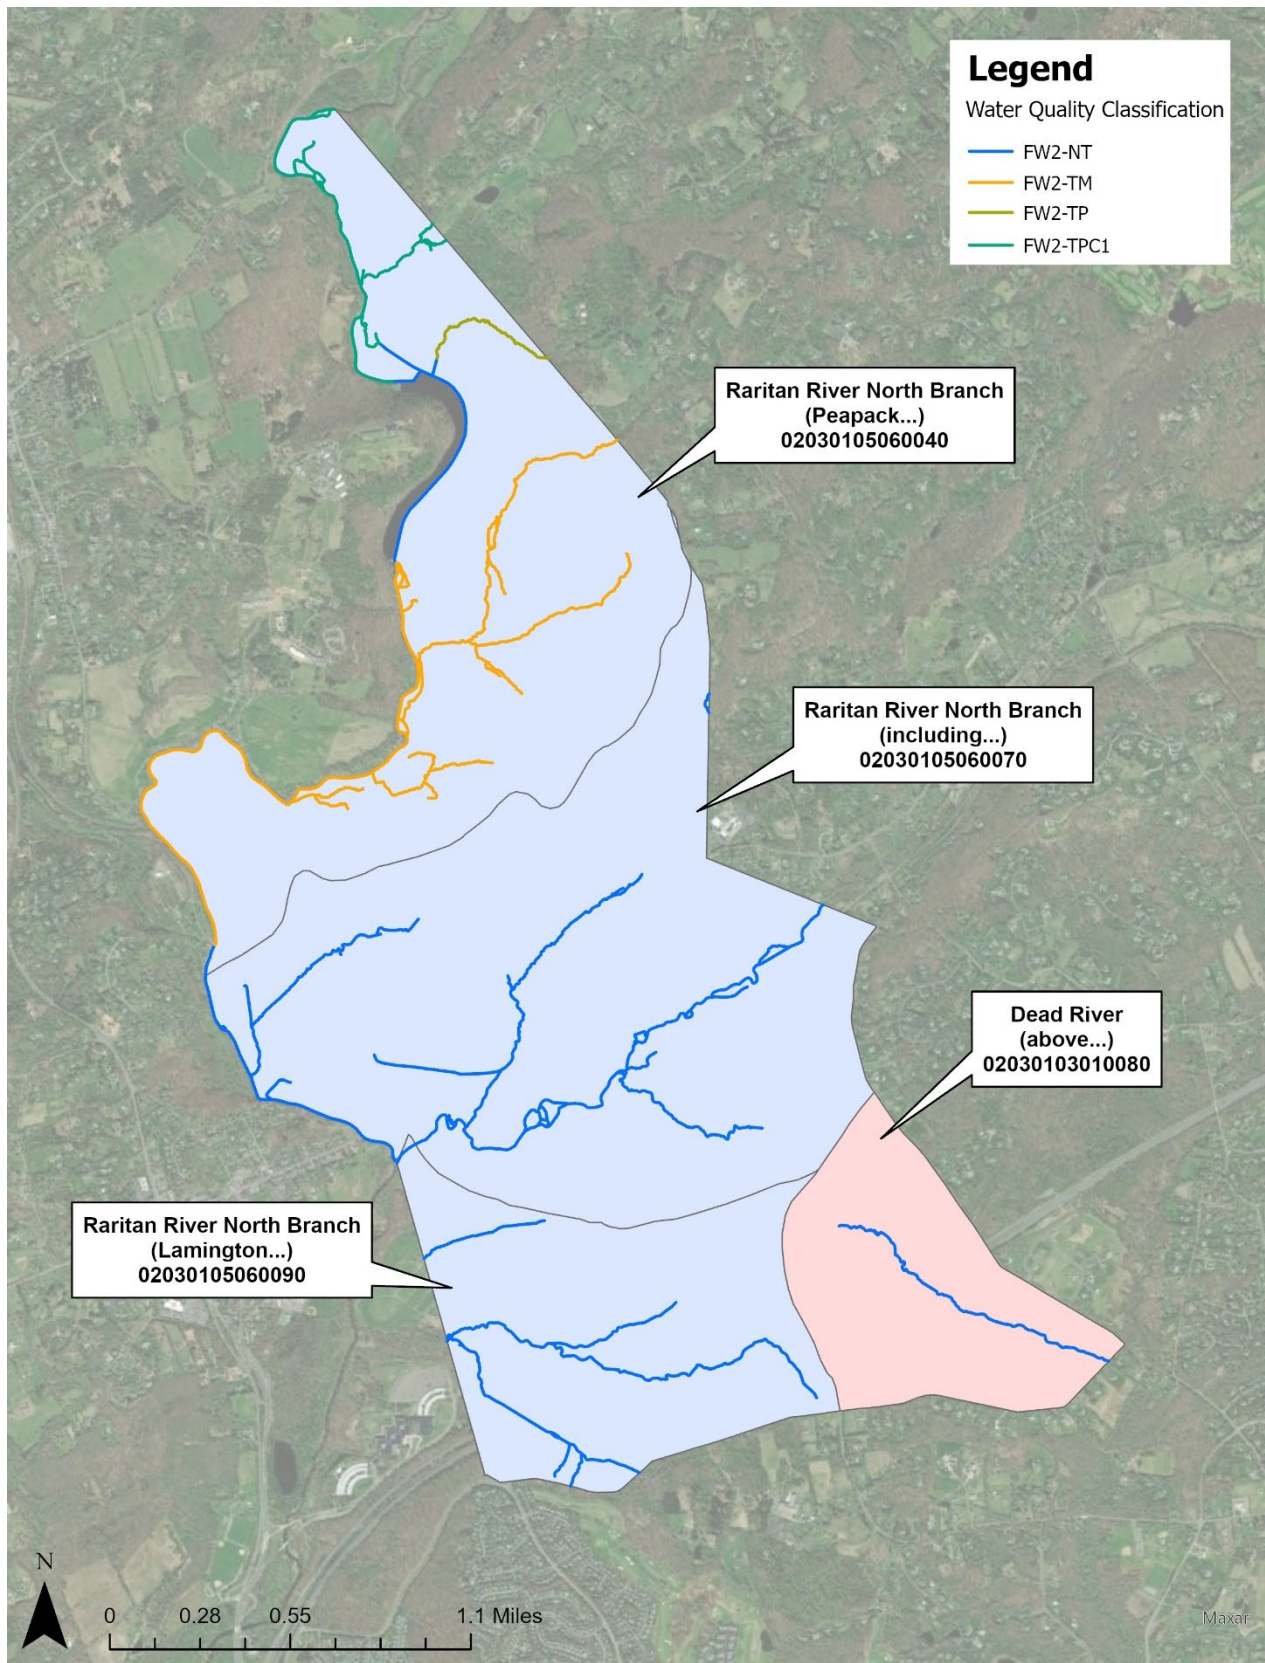 Legend
Water Quality Classification
FW2-NT
FW2-TM
FW2-TP
FW2-TPC1
Raritan River North Branch
(Peapack...)
02030105060040
Raritan River North Branch
(including...)
02030105060070
Dead River
(above...)
02030103010080
Raritan River North Branch
(Lamington...)
02030105060090
N
0 0.28 0.55 1.1 Miles
Maxar